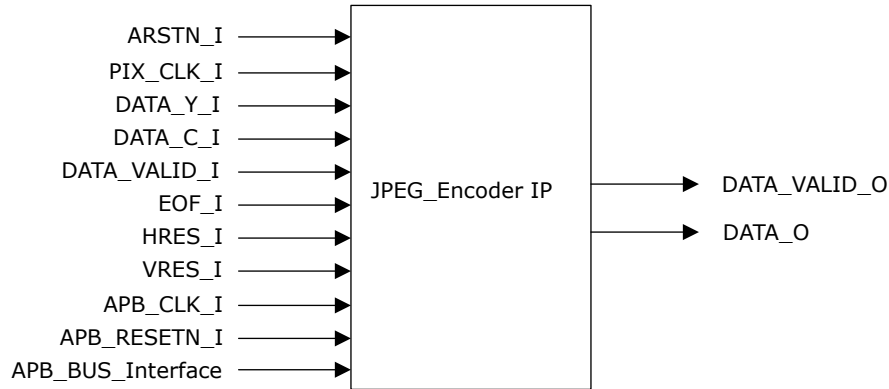 ARSTN_I
PIX_CLK_I
DATA_Y_I
DATA_C_I
DATA_VALID_I
EOF_I
HRES_I
VRES_I
APB_CLK_I
APB_RESETN_I
APB_BUS_Interface
JPEG_Encoder IP
DATA_VALID_O
DATA_O